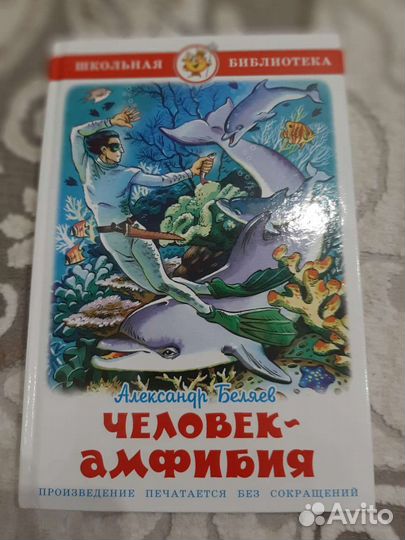 ШКОЛЬНАЯ БИБЛИОТЕКА
Александр Беляев
ЧЕЛОВЕК-
АМФИБИЯ
ПРОИЗВЕДЕНИЕ ПЕЧАТАЕТСЯ БЕЗ СОКРАЩЕНИЙ
Avito